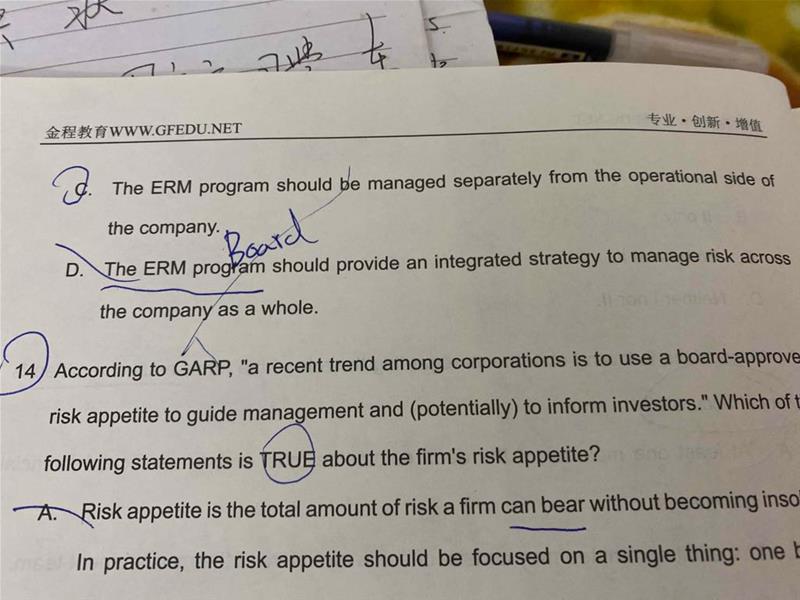 状
1/4
5.
金程教育WWW.GFEDU.NET
专业·创新·增值
C. The ERM program should be managed separately from the operational side of
the company.
Board
D. The ERM program should provide an integrated strategy to manage risk across
the company as a whole.
14 According to GARP, "a recent trend among corporations is to use a board-approve
risk appetite to guide management and (potentially) to inform investors." Which of t
following statements is TRUE about the firm's risk appetite?
A. Risk appetite is the total amount of risk a firm can bear without becoming inso
In practice, the risk appetite should be focused on a single thing: one b